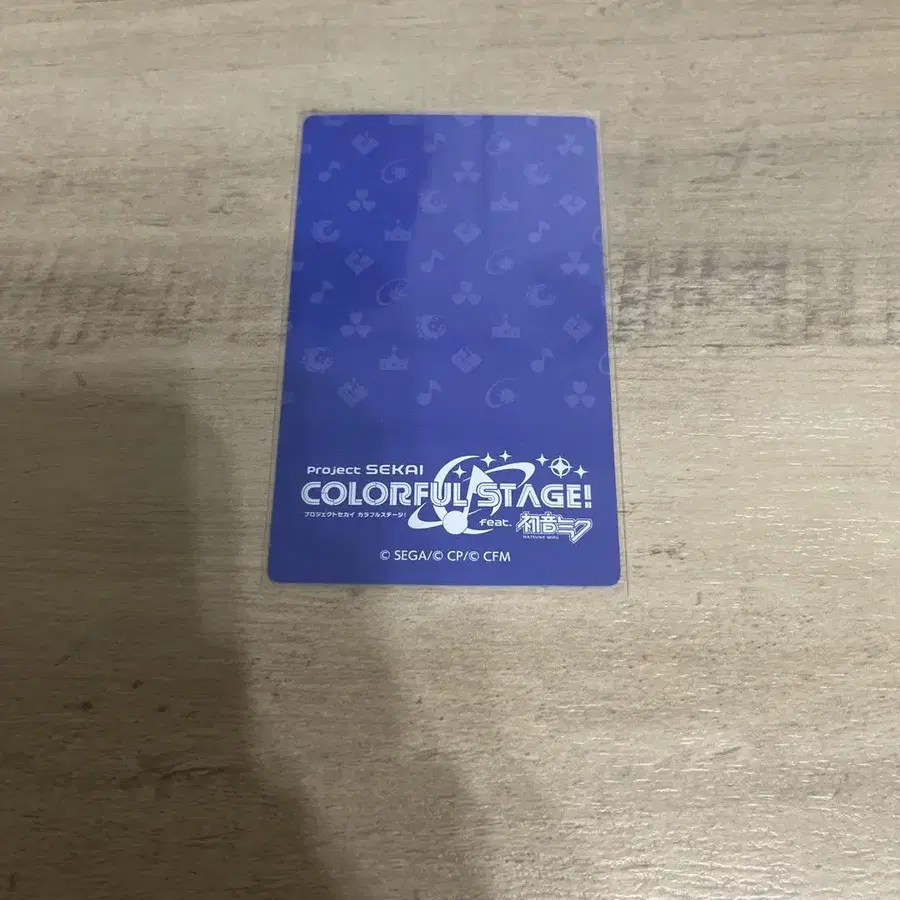 Project SEKAI
COLORFUL STAGE!
プロジェクトセカイ カラフルステージ!
feat. 初音ミク
HATSUNE MIKU
© SEGA/© CP/© CFM